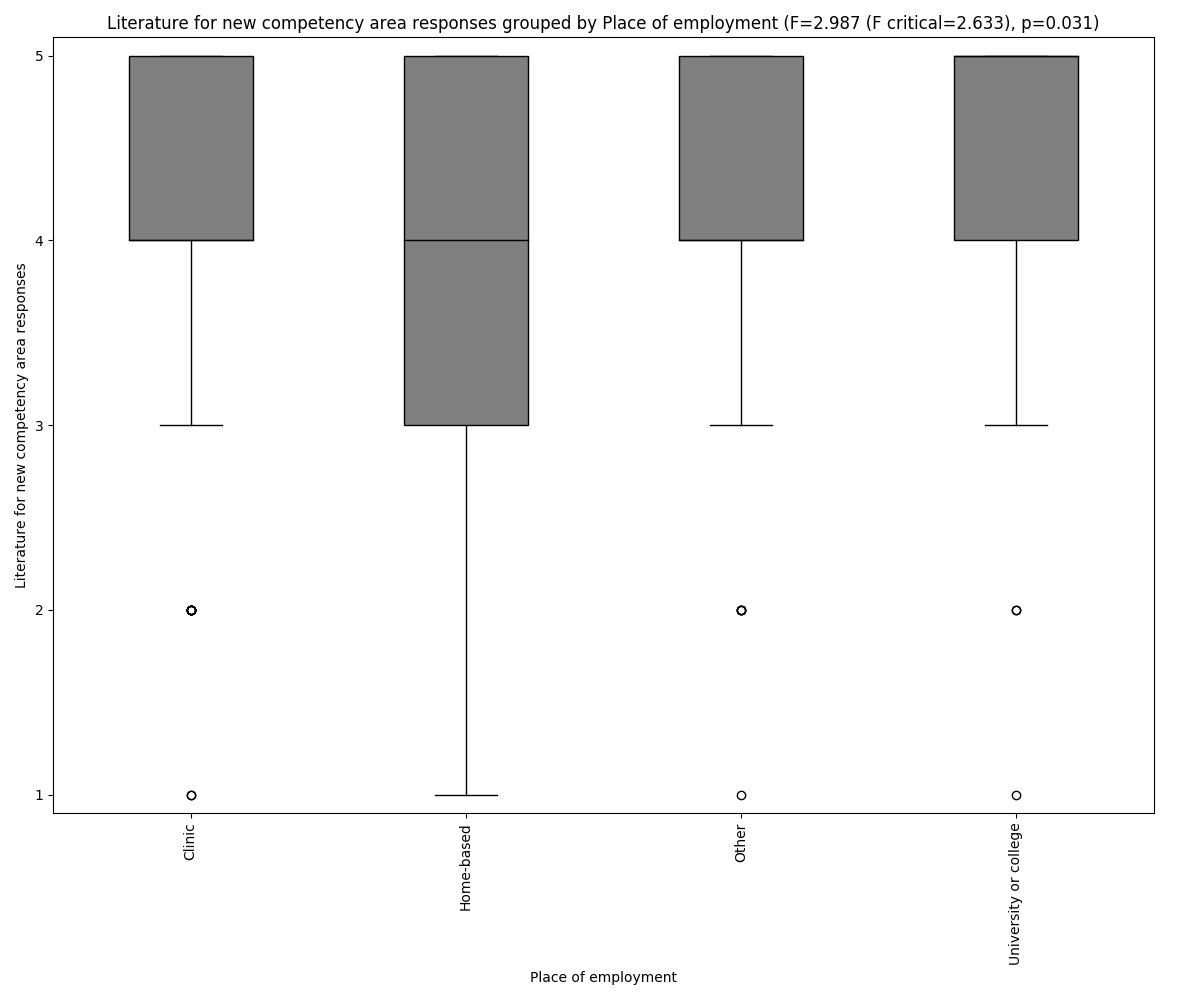 Literature for new competency area responses grouped by Place of employment (F=2.987 (F critical=2.633), p=0.031)
Literature for new competency area responses
5
4
3
2
1
Clinic
Home-based
Other
University or college
Place of employment